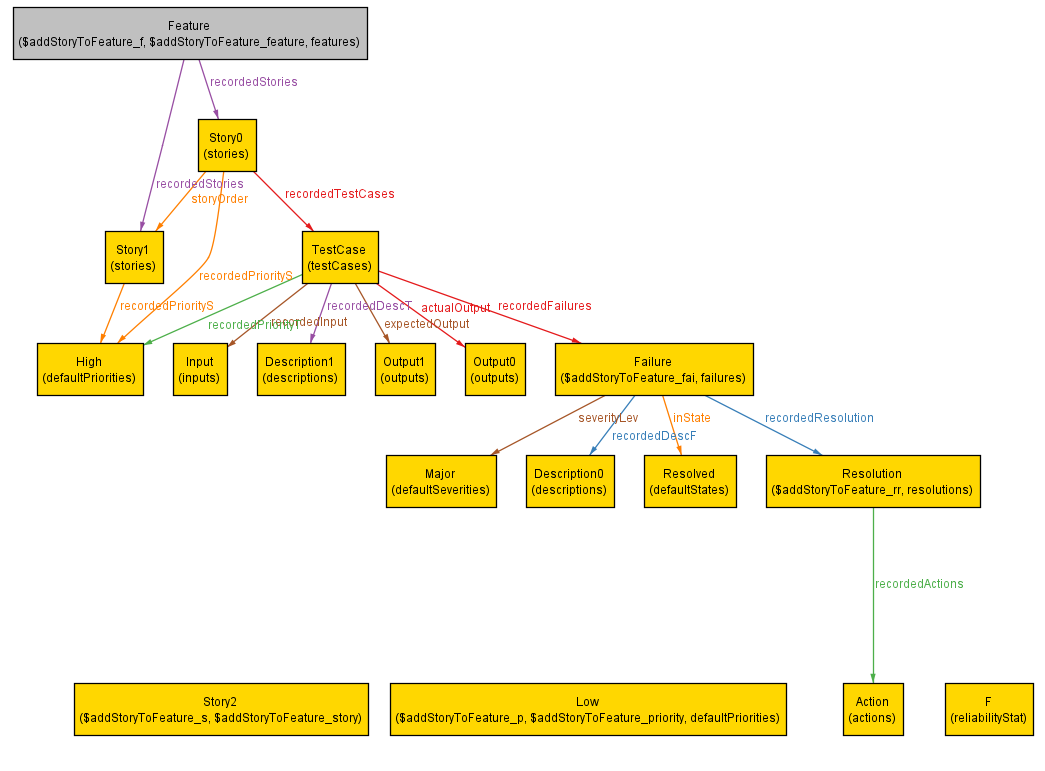 Feature
($addStoryToFeature_f, $addStoryToFeature_feature, features)
recordedStories
Story0
(stories)
recordedStories
storyOrder
recordedTestCases
Story1
(stories)
TestCase
(testCases)
recordedPriorityS
recordedPriorityS
recordedPriorityT
recordedInput
recordedDescT
expectedOutput
actualOutput
recordedFailures
High
(defaultPriorities)
Input
(inputs)
Description1
(descriptions)
Output1
(outputs)
Output0
(outputs)
Failure
($addStoryToFeature_fai, failures)
severityLev
recordedDescF
inState
recordedResolution
Major
(defaultSeverities)
Description0
(descriptions)
Resolved
(defaultStates)
Resolution
($addStoryToFeature_rr, resolutions)
recordedActions
Story2
($addStoryToFeature_s, $addStoryToFeature_story)
Low
($addStoryToFeature_p, $addStoryToFeature_priority, defaultPriorities)
Action
(actions)
F
(reliabilityStat)